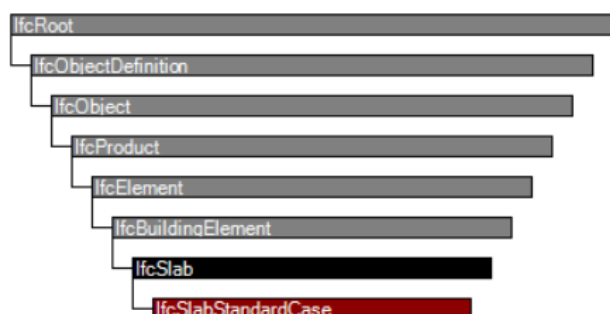 IfcRoot
IfcObjectDefinition
IfcObject
IfcProduct
IfcElement
IfcBuildingElement
IfcSlab
IfcSlabStandardCase